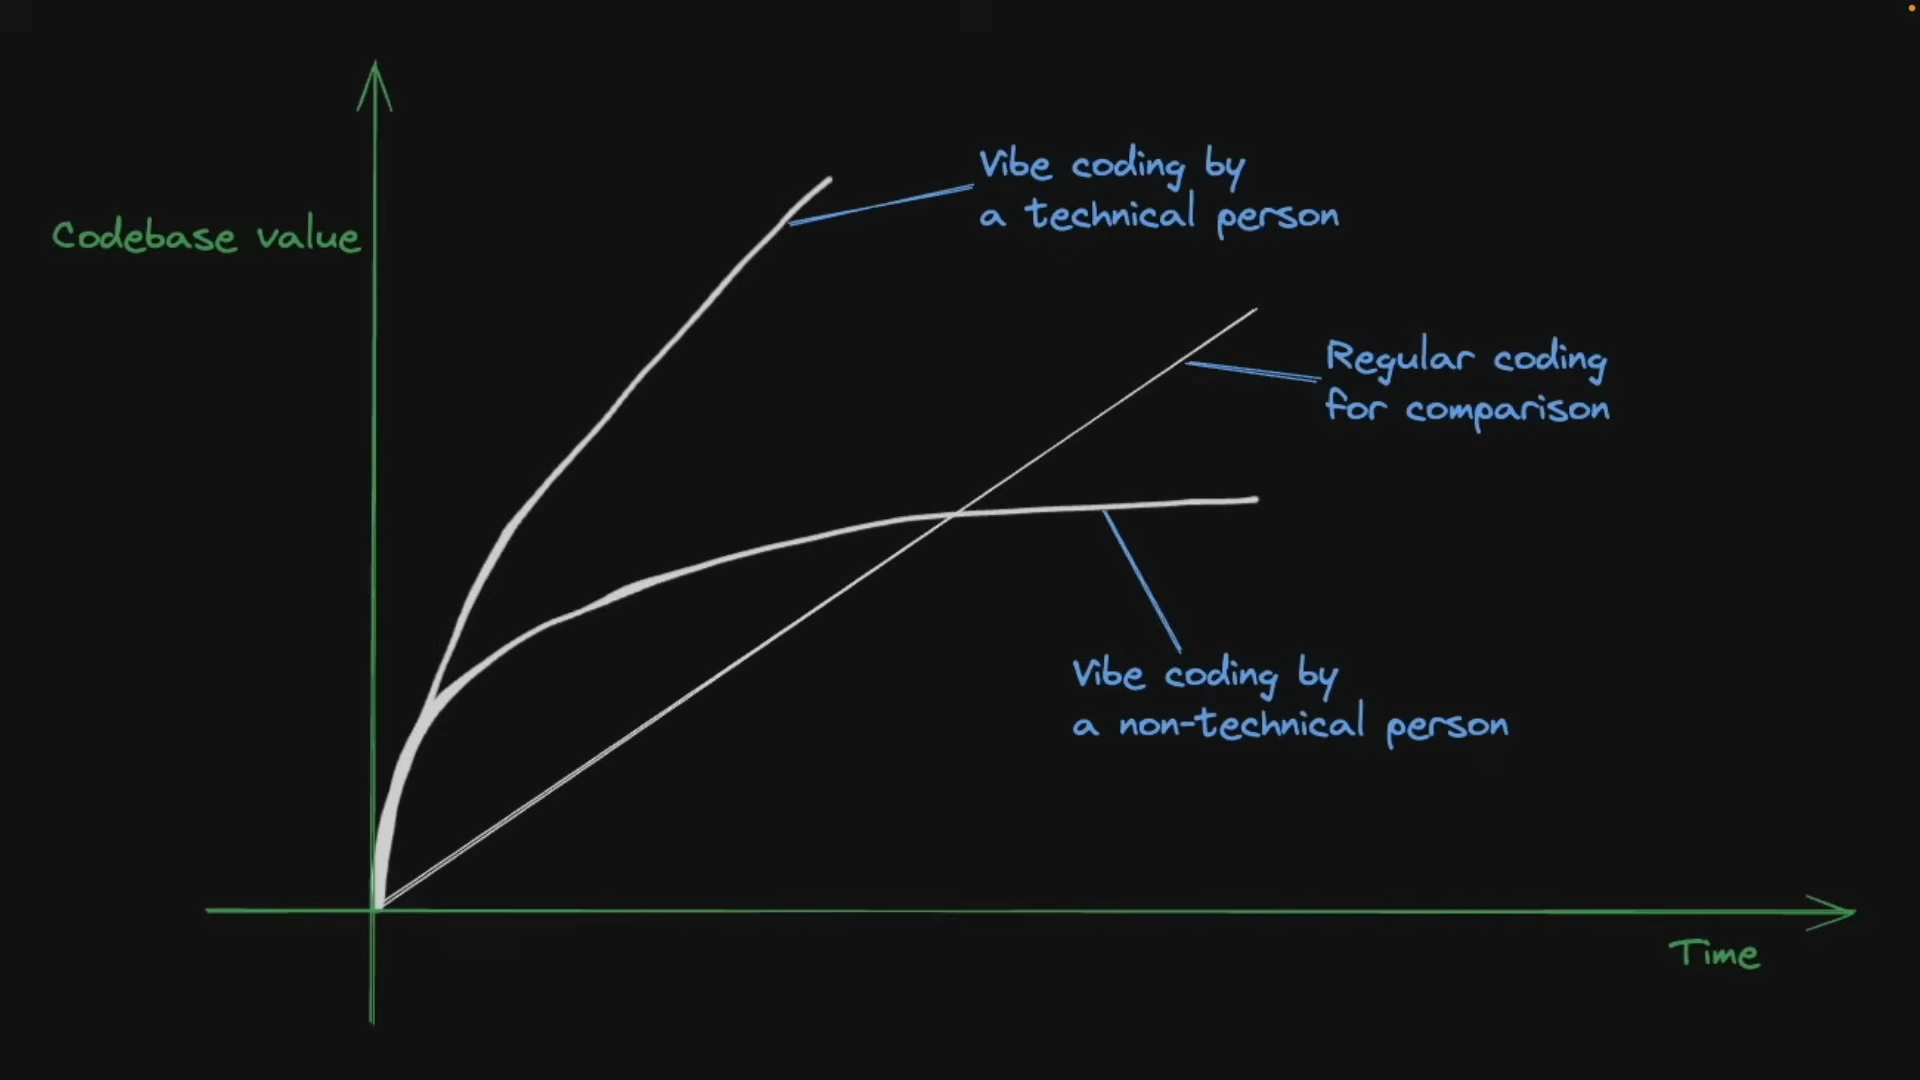 Vibe coding by
a technical person
Codebase value
Regular coding
for comparison
Vibe coding by
a non-technical person
Time